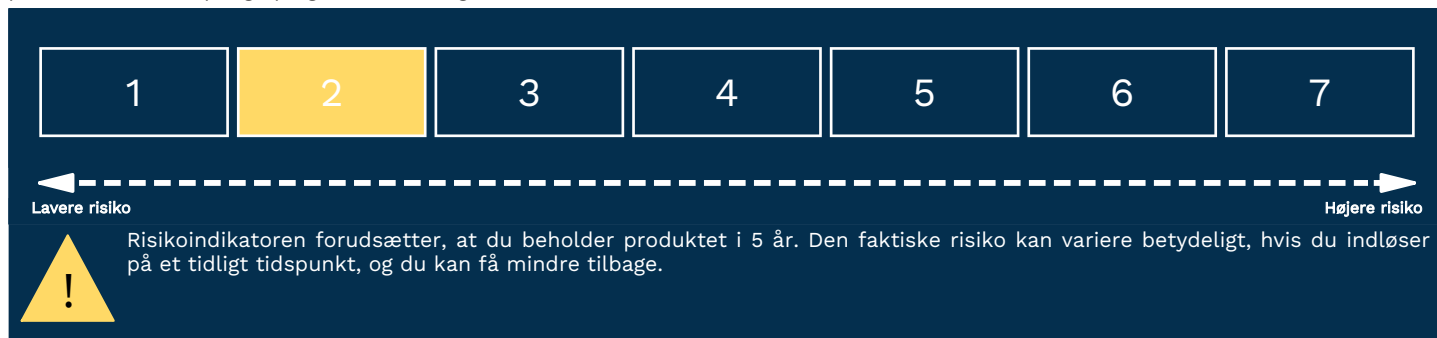 1 2 3 4 5 6 7
Lavere risiko Højere risiko
Risikoindikatoren forudsætter, at du beholder produktet i 5 år. Den faktiske risiko kan variere betydeligt, hvis du indløser
på et tidligt tidspunkt, og du kan få mindre tilbage.
!